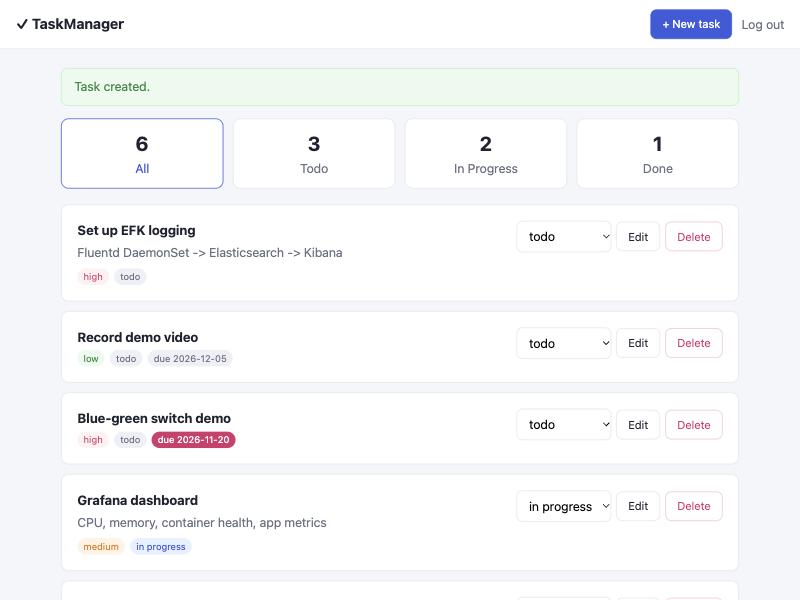 ✓ TaskManager
+ New task
Log out
Task created.
6
All
3
Todo
2
In Progress
1
Done
Set up EFK logging
Fluentd DaemonSet -> Elasticsearch -> Kibana
high
todo
todo
Edit
Delete
Record demo video
low
todo
due 2026-12-05
todo
Edit
Delete
Blue-green switch demo
high
todo
due 2026-11-20
todo
Edit
Delete
Grafana dashboard
CPU, memory, container health, app metrics
medium
in progress
in progress
Edit
Delete